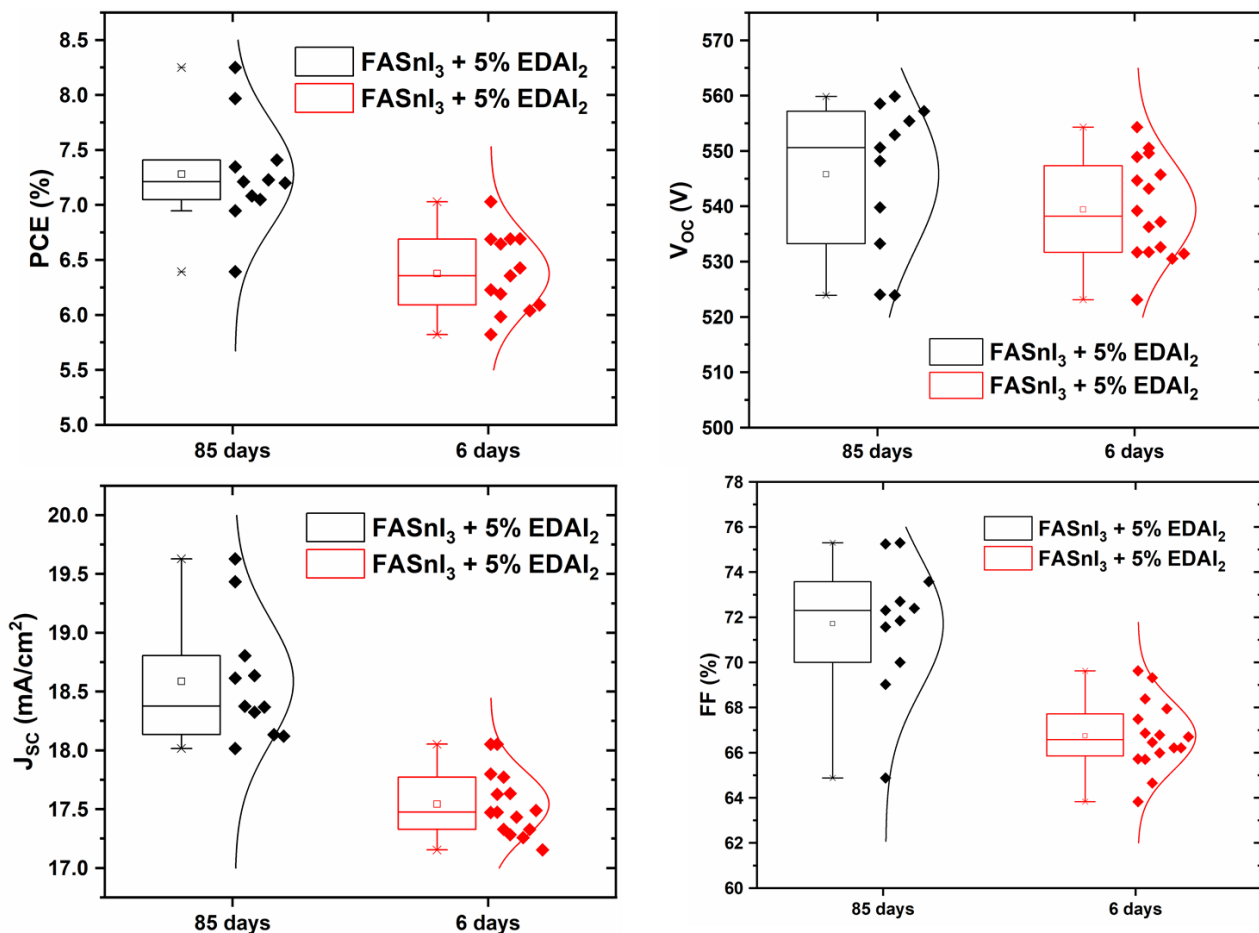 PCE (%)
8.5
8.0
7.5
7.0
6.5
6.0
5.5
5.0
FASnI₃ + 5% EDAI₂
FASnI₃ + 5% EDAI₂
85 days
6 days
V_OC (V)
570
560
550
540
530
520
510
500
FASnI₃ + 5% EDAI₂
FASnI₃ + 5% EDAI₂
85 days
6 days
J_SC (mA/cm²)
20.0
19.5
19.0
18.5
18.0
17.5
17.0
FASnI₃ + 5% EDAI₂
FASnI₃ + 5% EDAI₂
85 days
6 days
FF (%)
78
76
74
72
70
68
66
64
62
60
FASnI₃ + 5% EDAI₂
FASnI₃ + 5% EDAI₂
85 days
6 days